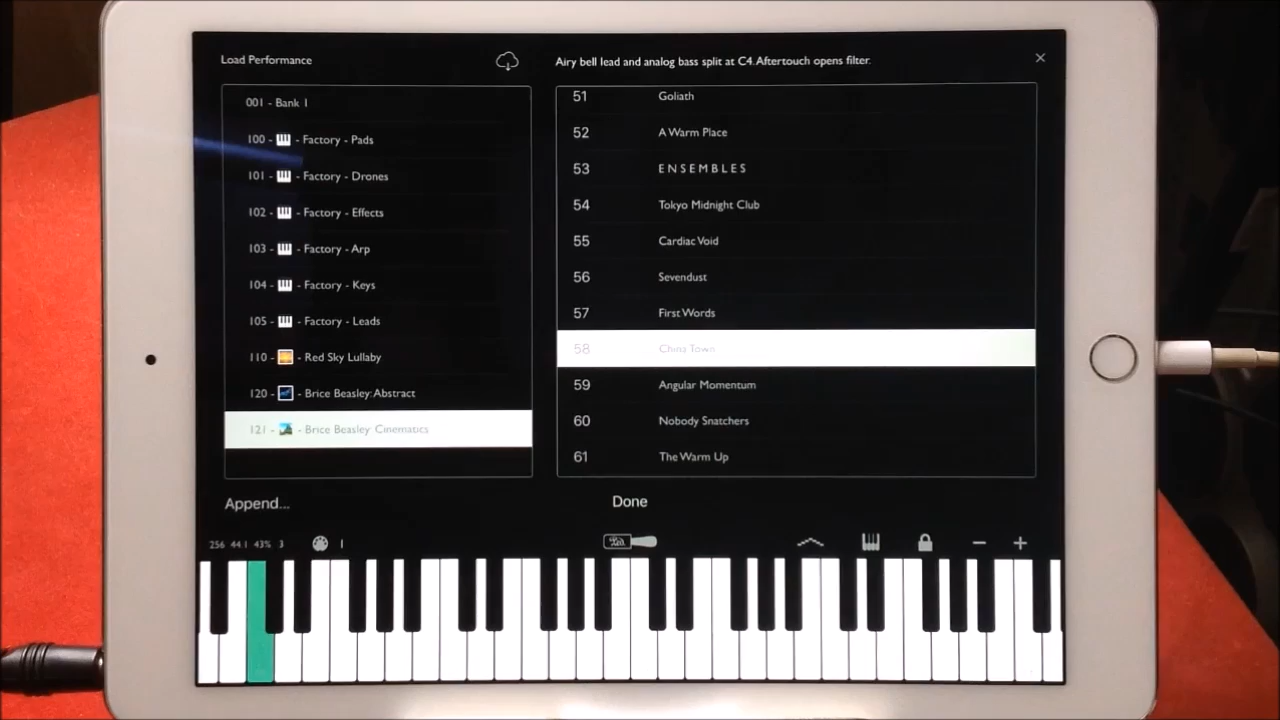 Load Performance
Airy bell lead and analog bass split at C4. Aftertouch opens filter.
001 - Bank 1
100 - - Factory - Pads
101 - - Factory - Drones
102 - - Factory - Effects
103 - - Factory - Arp
104 - - Factory - Keys
105 - - Factory - Leads
110 - - Red Sky Lullaby
120 - - Brice Beasley: Abstract
121 - - Brice Beasley: Cinematics
51 Goliath
52 A Warm Place
53 E N S E M B L E S
54 Tokyo Midnight Club
55 Cardiac Void
56 Sevendust
57 First Words
58 China Town
59 Angular Momentum
60 Nobody Snatchers
61 The Warm Up
Append...
Done
256 44.1 43% 3
1